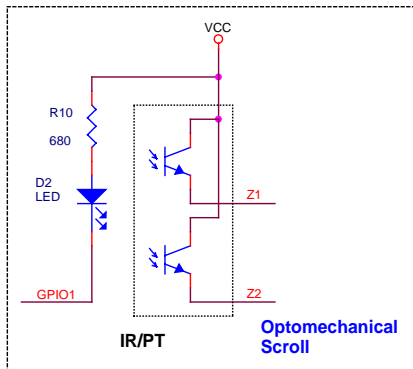 VCC
R10
680
D2
LED
Z1
GPIO1
Z2
IR/PT
Optomechanical
Scroll